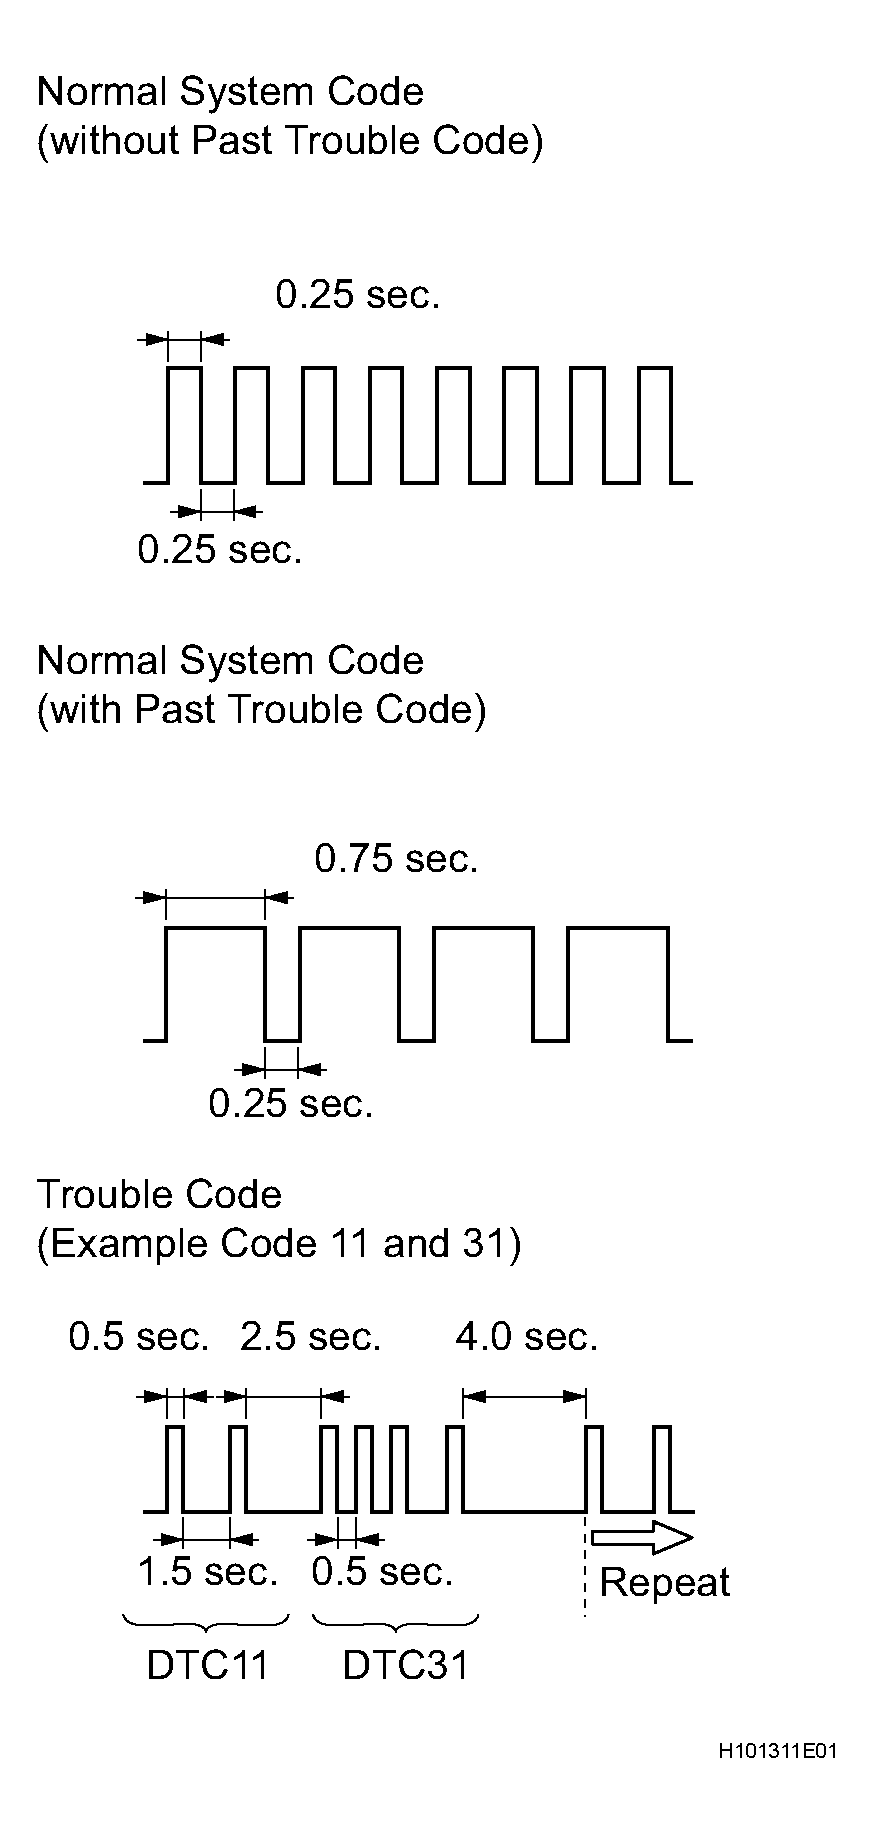 Normal System Code
(without Past Trouble Code)
0.25 sec.
0.25 sec.
Normal System Code
(with Past Trouble Code)
0.75 sec.
0.25 sec.
Trouble Code
(Example Code 11 and 31)
0.5 sec. 2.5 sec. 4.0 sec.
1.5 sec. 0.5 sec. Repeat
DTC11 DTC31
H101311E01